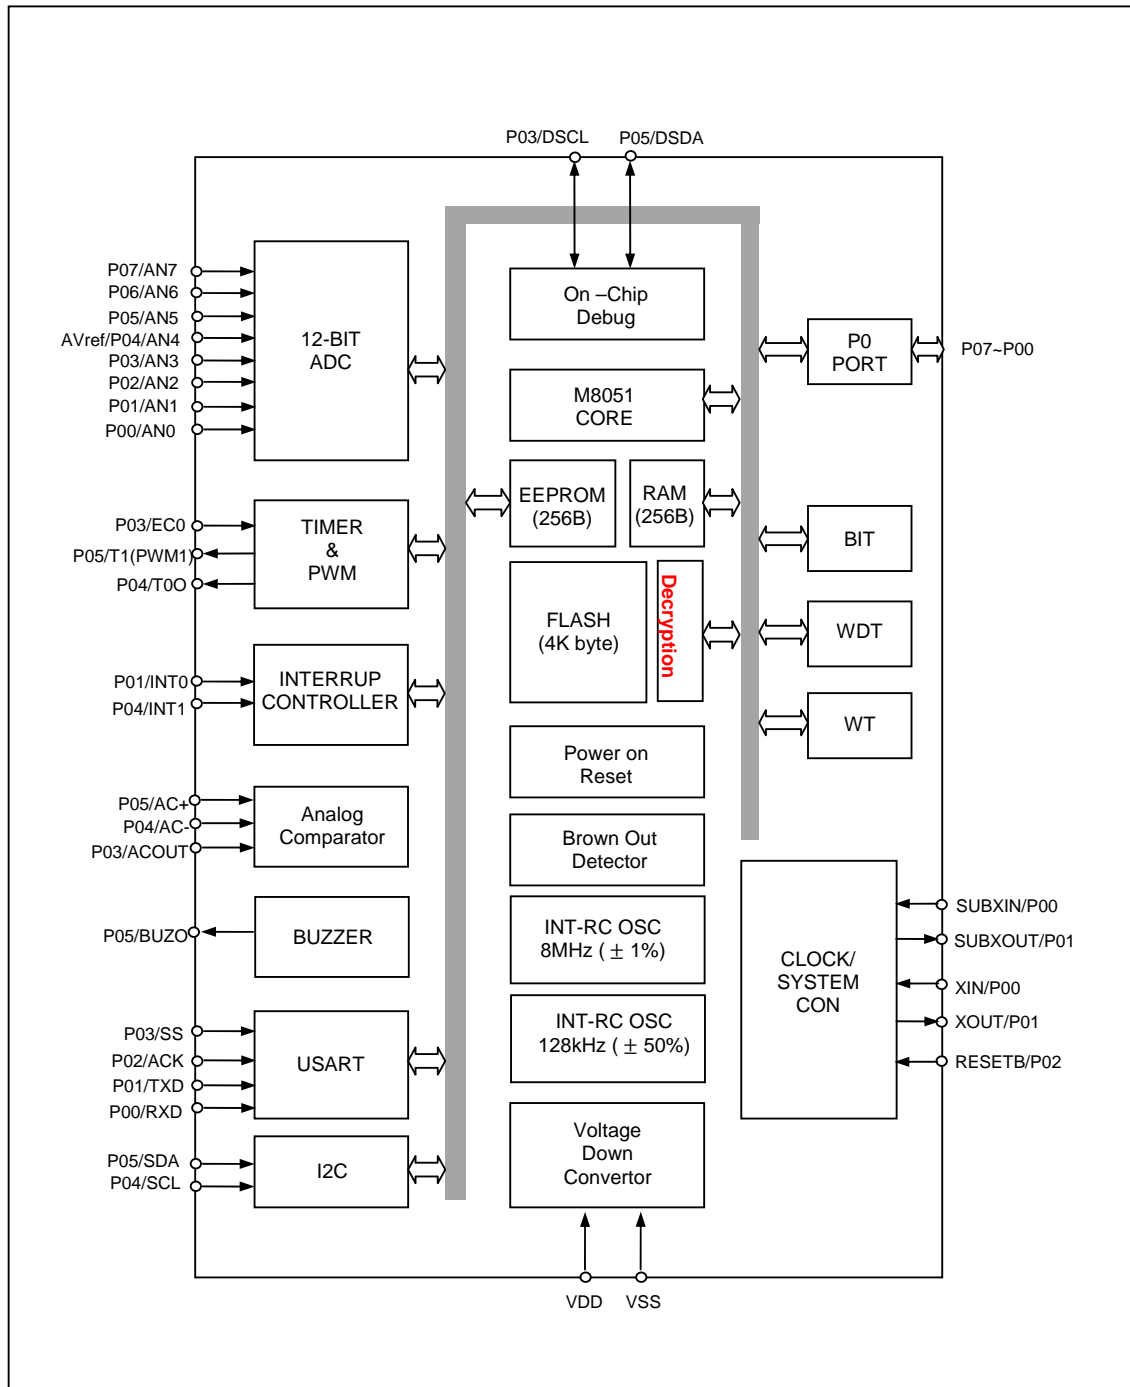 P03/DSCL
P05/DSDA
On –Chip
Debug
P07/AN7
P06/AN6
P05/AN5
AVref/P04/AN4
P03/AN3
P02/AN2
P01/AN1
P00/AN0
12-BIT
ADC
M8051
CORE
P0
PORT
P07~P00
P03/EC0
P05/T1(PWM1)
P04/T0O
TIMER
&
PWM
EEPROM
(256B)
RAM
(256B)
BIT
FLASH
(4K byte)
Decryption
WDT
WT
P01/INT0
P04/INT1
INTERRUP
CONTROLLER
Power on
Reset
P05/AC+
P04/AC-
P03/ACOUT
Analog
Comparator
Brown Out
Detector
P05/BUZO
BUZZER
INT-RC OSC
8MHz ( ± 1%)
INT-RC OSC
128kHz ( ± 50%)
CLOCK/
SYSTEM
CON
SUBXIN/P00
SUBXOUT/P01
XIN/P00
XOUT/P01
RESETB/P02
P03/SS
P02/ACK
P01/TXD
P00/RXD
USART
P05/SDA
P04/SCL
I2C
Voltage
Down
Convertor
VDD
VSS